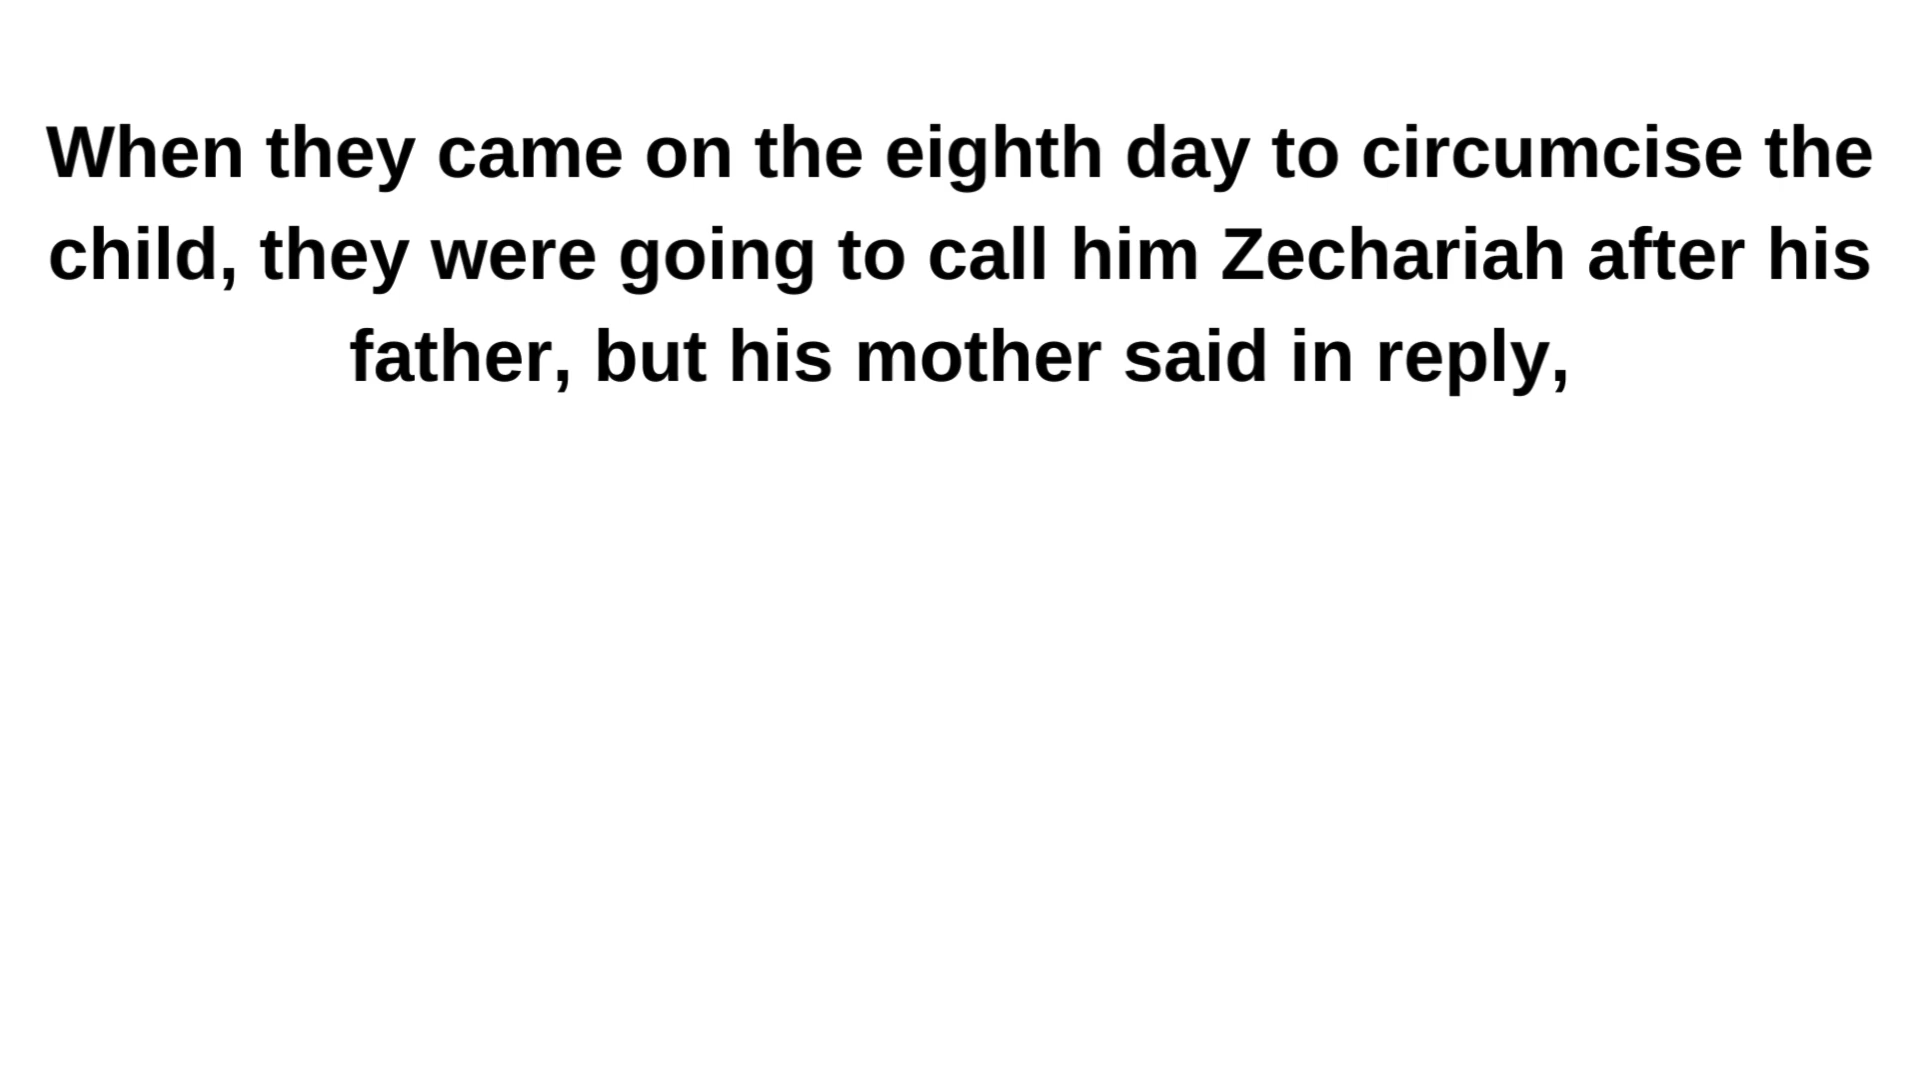 When they came on the eighth day to circumcise the
child, they were going to call him Zechariah after his
father, but his mother said in reply,